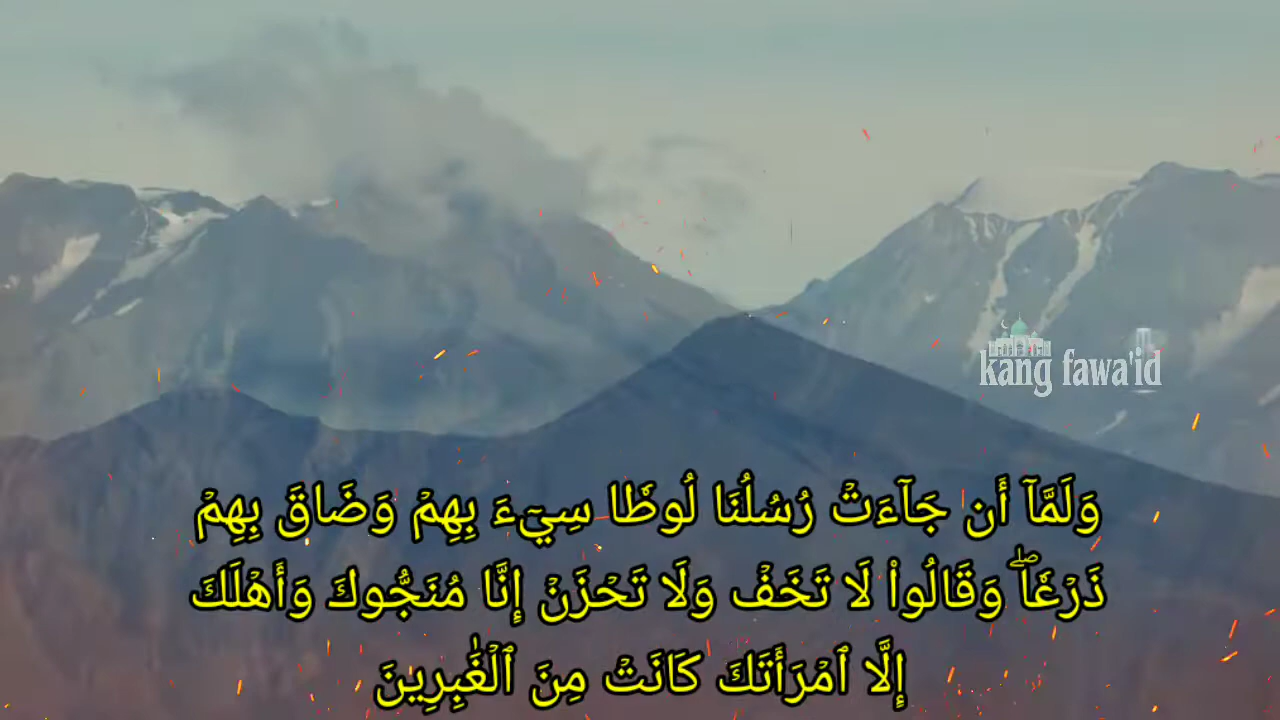 kang fawa'id
وَلَمَّآ أَن جَآءَتْ رُسُلُنَا لُوطًۭا سِىٓءَ بِهِمْ وَضَاقَ بِهِمْ
ذَرْعًۭاۖ وَقَالُوا۟ لَا تَخَفْ وَلَا تَحْزَنْ إِنَّا مُنَجُّوكَ وَأَهْلَكَ
إِلَّا ٱمْرَأَتَكَ كَانَتْ مِنَ ٱلْغَٰبِرِينَ